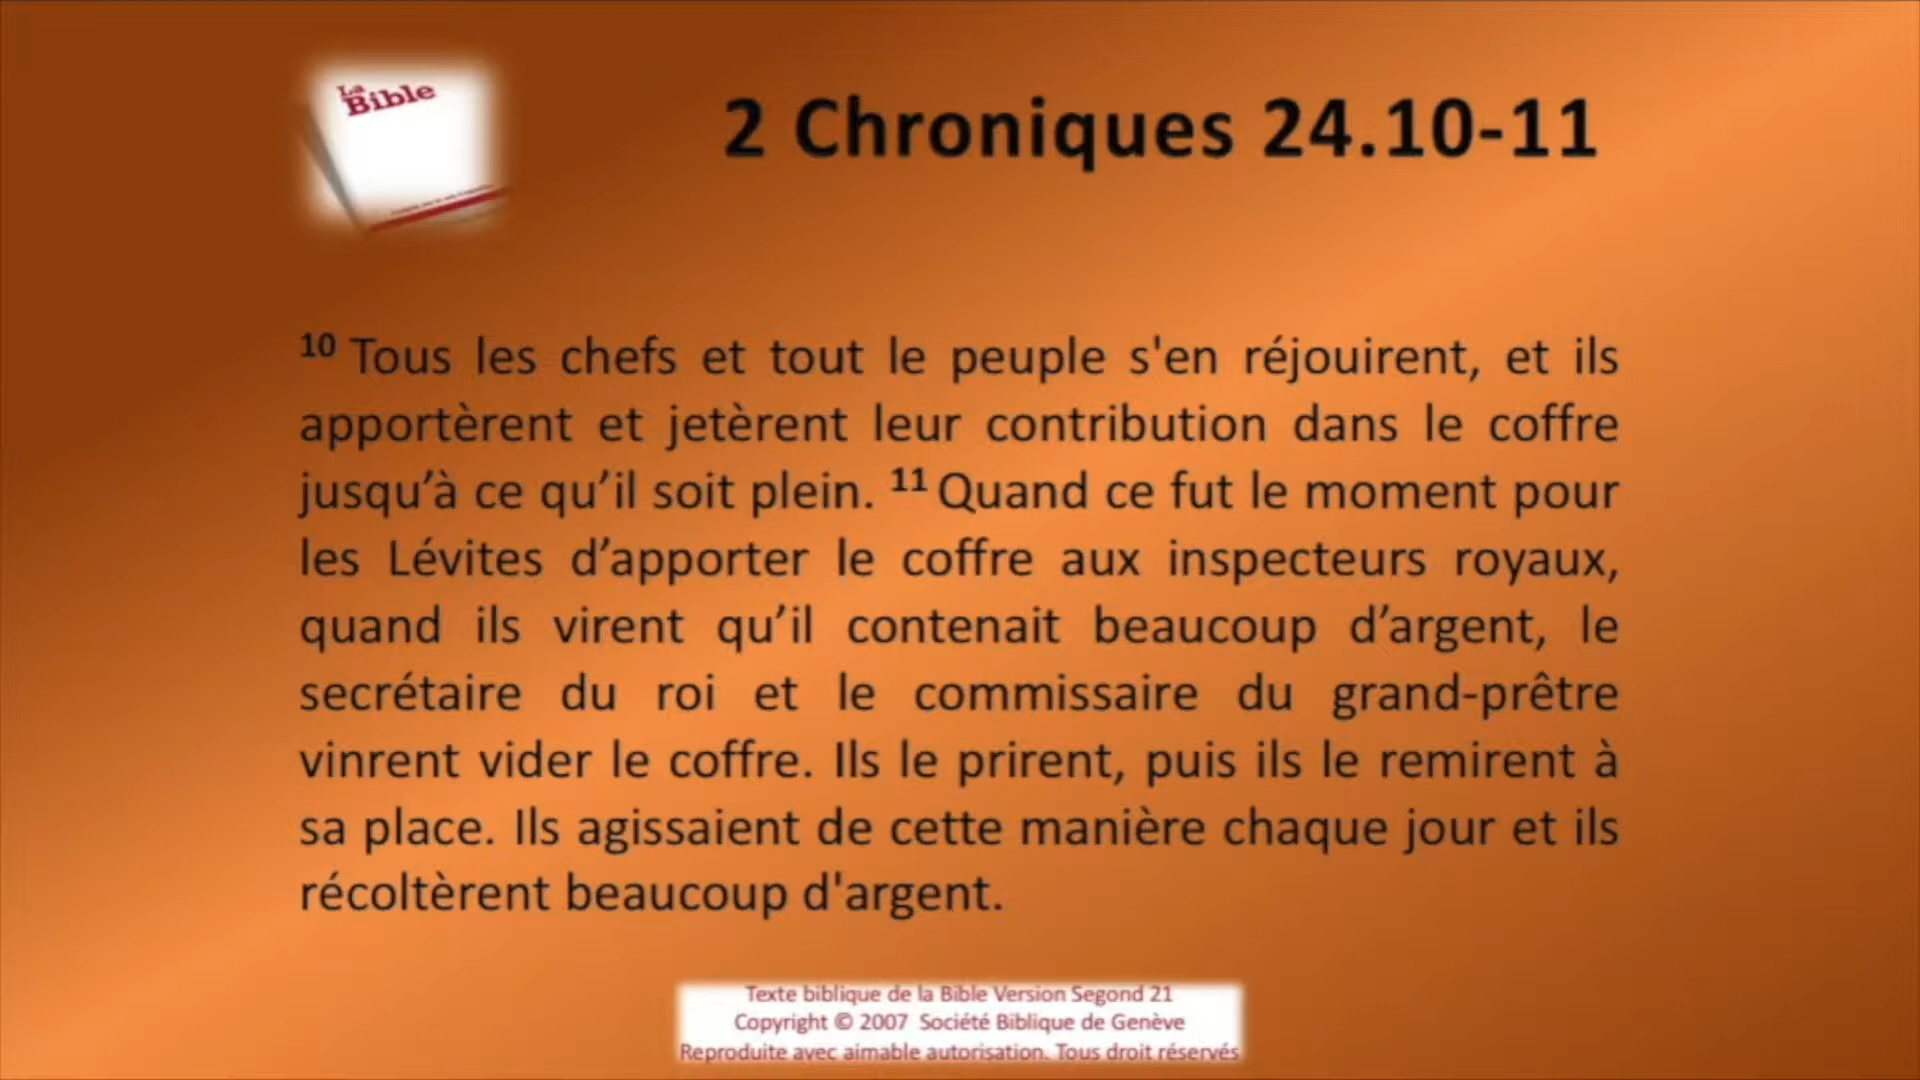 La
Bible
2 Chroniques 24.10-11
10 Tous les chefs et tout le peuple s'en réjouirent, et ils
apportèrent et jetèrent leur contribution dans le coffre
jusqu’à ce qu’il soit plein. 11 Quand ce fut le moment pour
les Lévites d’apporter le coffre aux inspecteurs royaux,
quand ils virent qu’il contenait beaucoup d’argent, le
secrétaire du roi et le commissaire du grand-prêtre
vinrent vider le coffre. Ils le prirent, puis ils le remirent à
sa place. Ils agissaient de cette manière chaque jour et ils
récoltèrent beaucoup d'argent.
Texte biblique de la Bible Version Segond 21
Copyright © 2007 Société Biblique de Genève
Reproduite avec aimable autorisation. Tous droit réservés